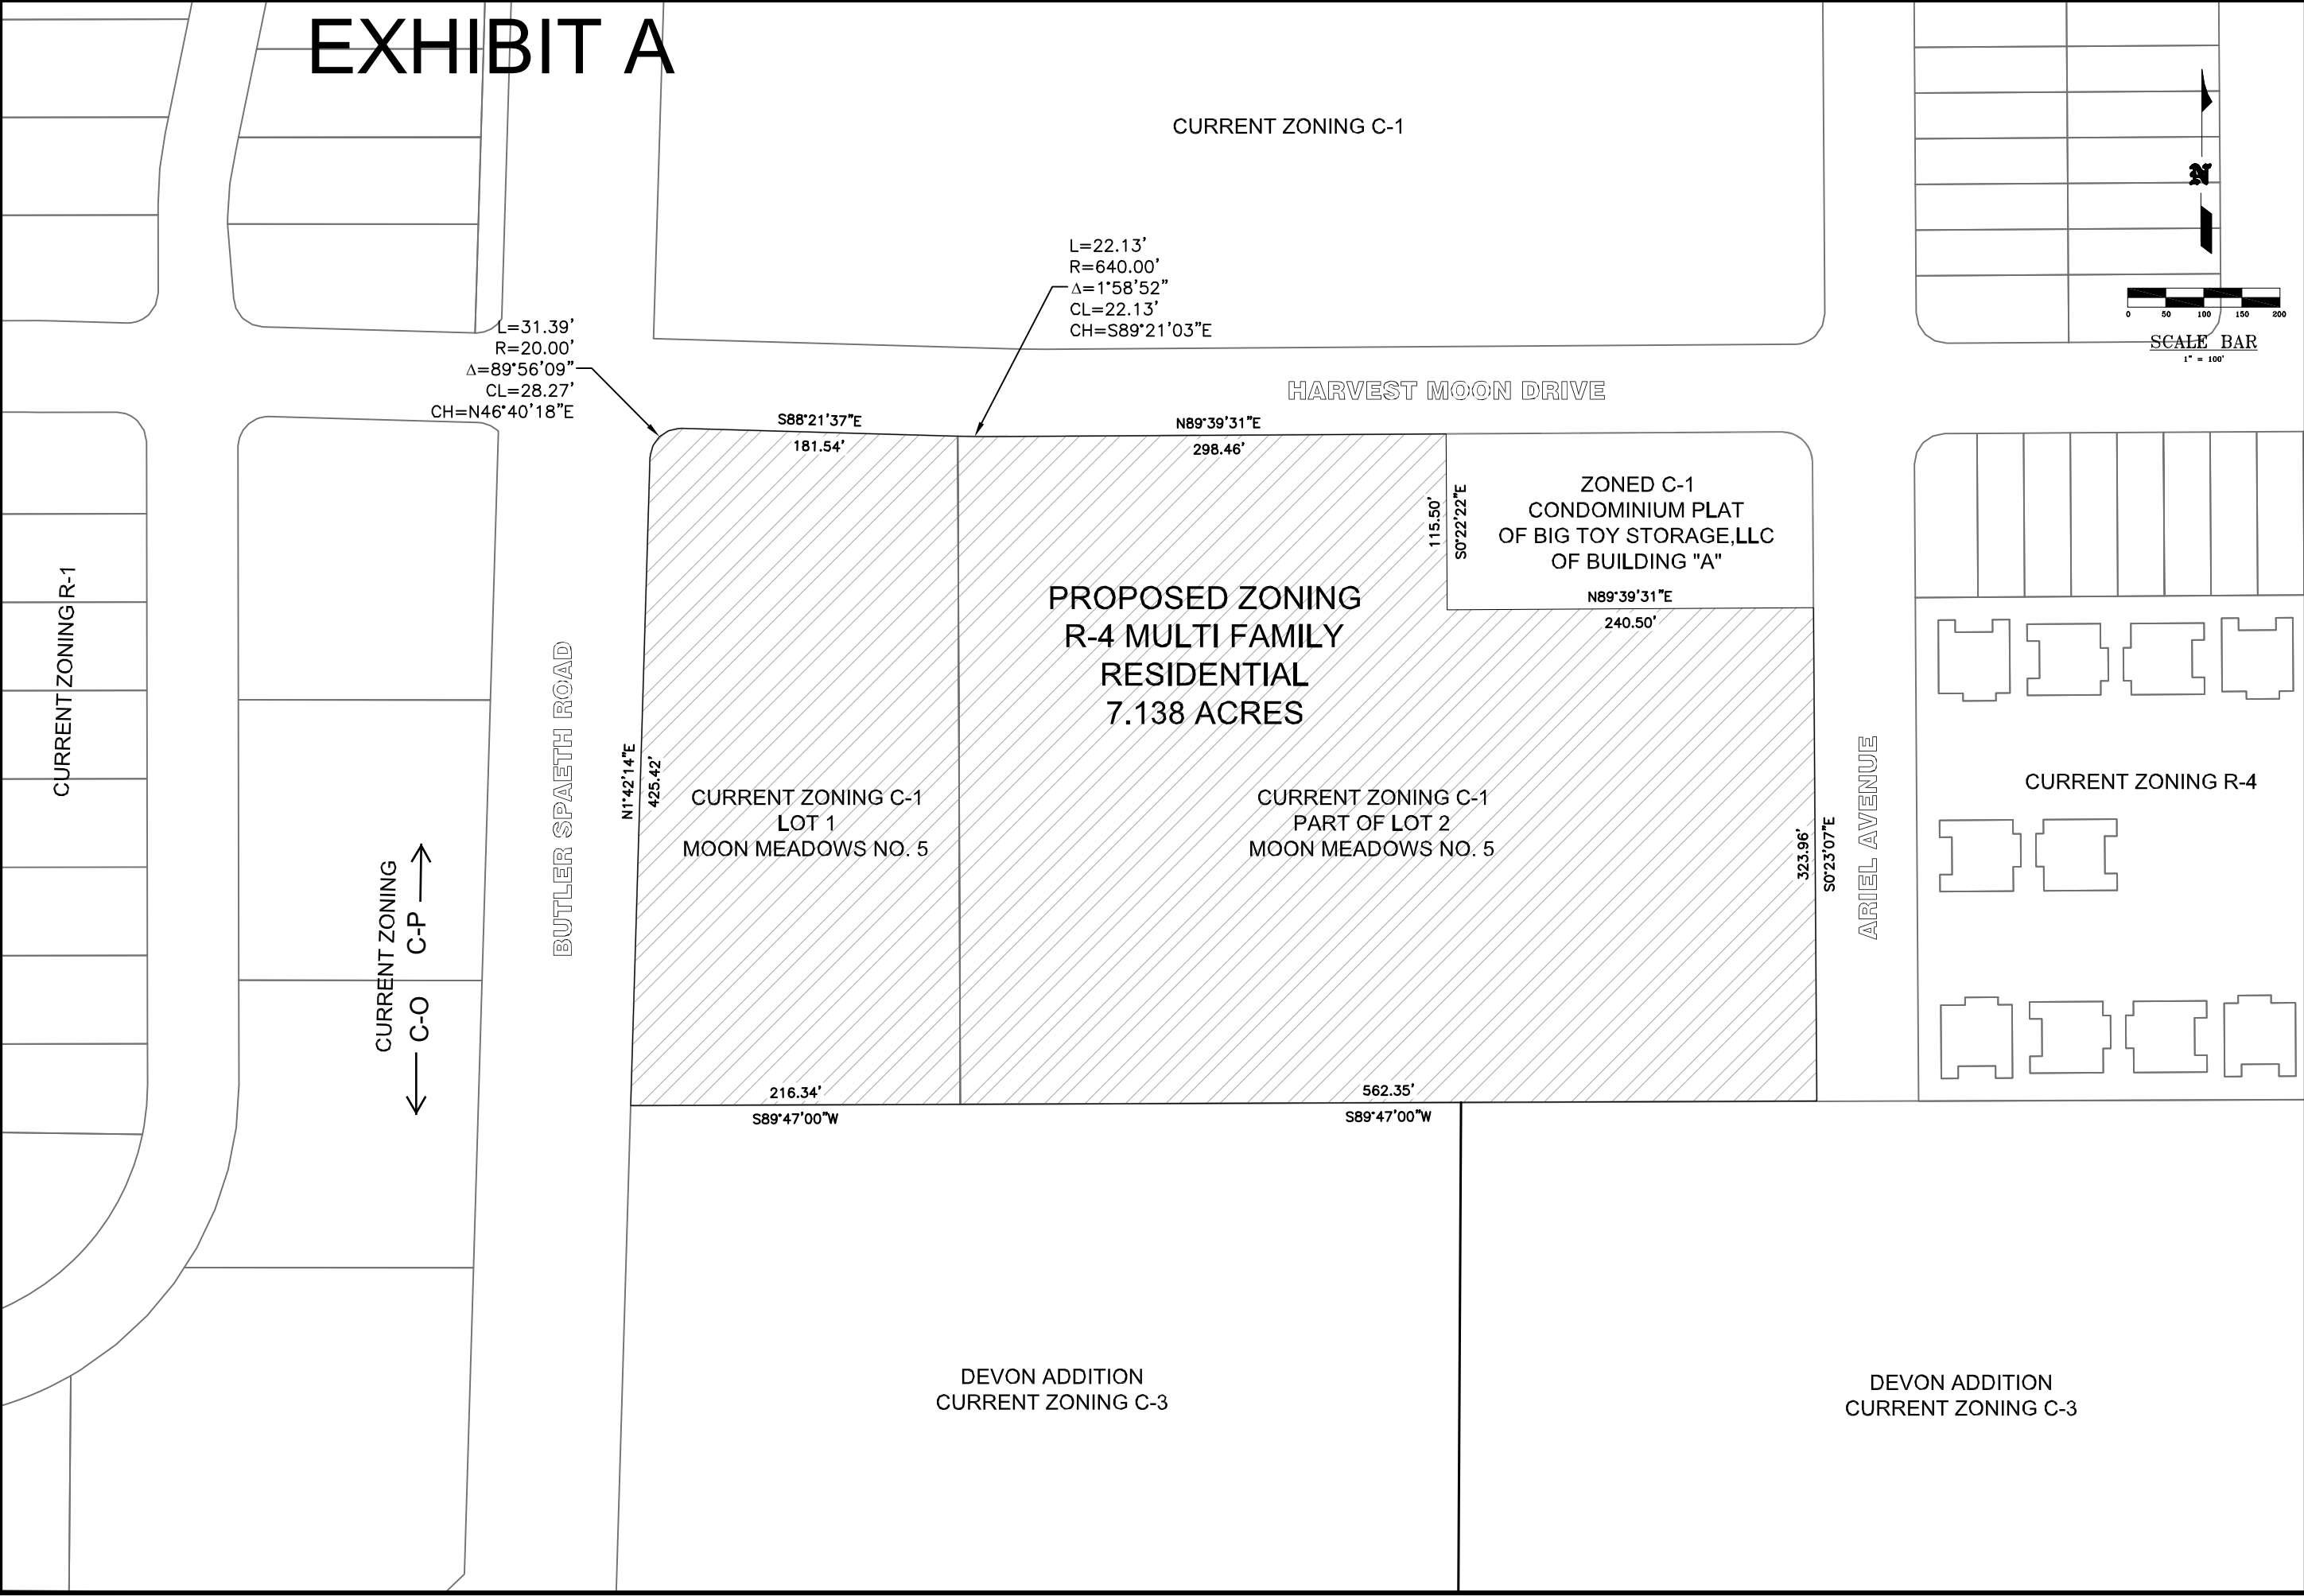 EXHIBIT A
CURRENT ZONING C-1
N
0 50 100 150 200
SCALE BAR
1" = 100'
L=22.13'
R=640.00'
Δ=1°58'52"
CL=22.13'
CH=S89°21'03"E
L=31.39'
R=20.00'
Δ=89°56'09"
CL=28.27'
CH=N46°40'18"E
HARVEST MOON DRIVE
S88°21'37"E
181.54'
N89°39'31"E
298.46'
115.50'
S0°22'22"E
ZONED C-1
CONDOMINIUM PLAT
OF BIG TOY STORAGE,LLC
OF BUILDING "A"
N89°39'31"E
240.50'
PROPOSED ZONING
R-4 MULTI FAMILY
RESIDENTIAL
7.138 ACRES
CURRENT ZONING R-1
BUTLER SPAETH ROAD
N1°42'14"E
425.42'
CURRENT ZONING C-1
LOT 1
MOON MEADOWS NO. 5
CURRENT ZONING C-1
PART OF LOT 2
MOON MEADOWS NO. 5
323.96'
S0°23'07"E
ARIEL AVENUE
CURRENT ZONING R-4
CURRENT ZONING
C-O C-P
216.34'
S89°47'00"W
562.35'
S89°47'00"W
DEVON ADDITION
CURRENT ZONING C-3
DEVON ADDITION
CURRENT ZONING C-3